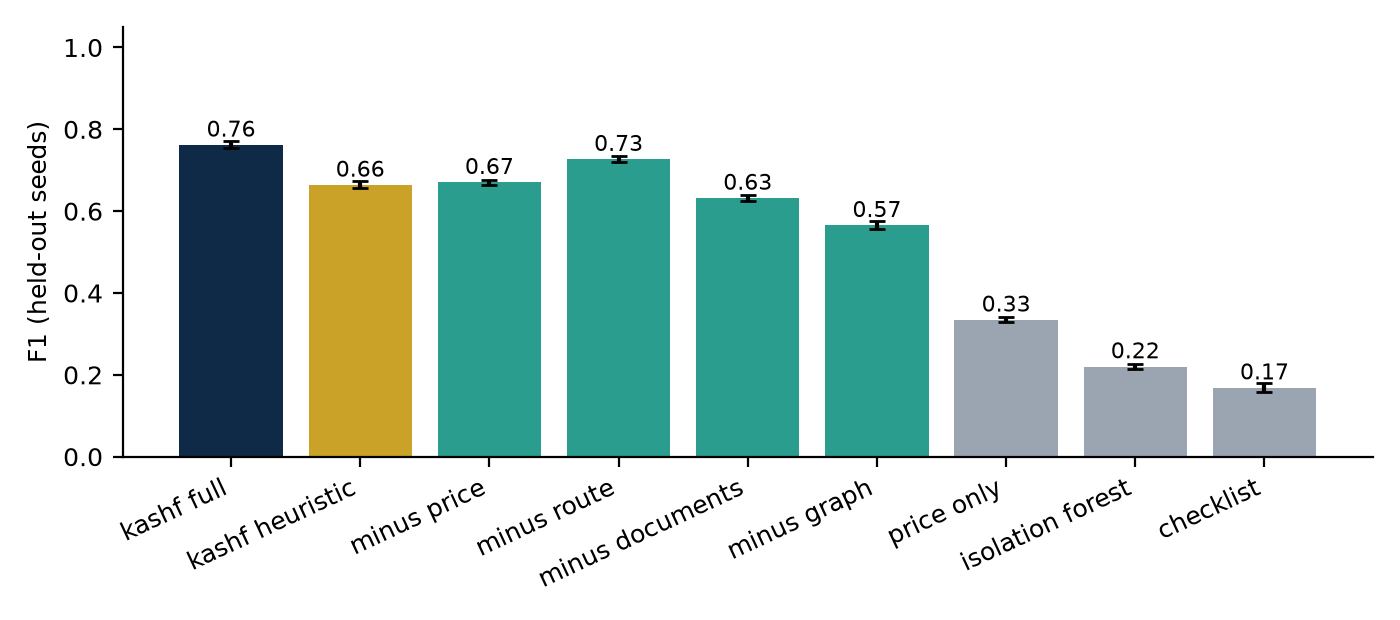 F1 (held-out seeds)
1.0
0.8
0.6
0.4
0.2
0.0
0.76
0.66
0.67
0.73
0.63
0.57
0.33
0.22
0.17
kashf full
kashf heuristic
minus price
minus route
minus documents
minus graph
price only
isolation forest
checklist